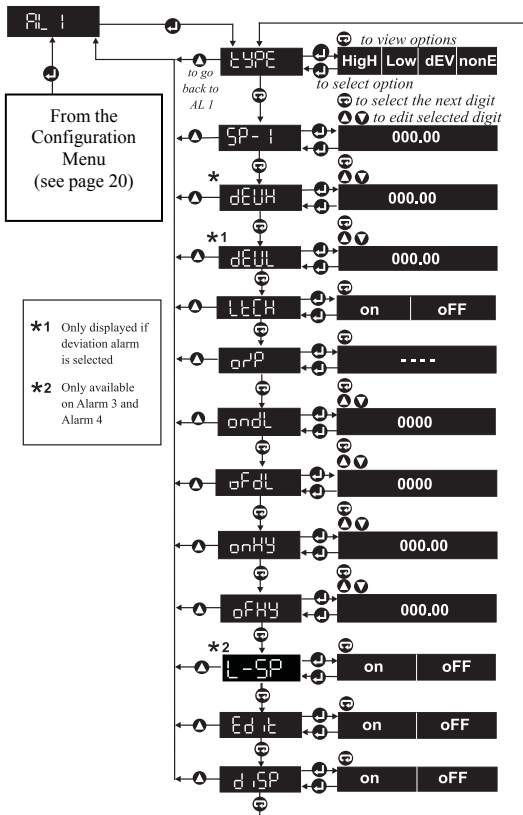 AL 1
to view options
tYPE
HigH Low dEV nonE
to go
back to
AL 1
to select option
to select the next digit
to edit selected digit
From the
Configuration
Menu
(see page 20)
SP-1
000.00
*
dEUH
000.00
*1
dEUL
000.00
LtCH
on oFF
*1 Only displayed if
deviation alarm
is selected
*2 Only available
on Alarm 3 and
Alarm 4
orP
----
ondL
0000
oFdL
0000
onHY
000.00
oFHY
000.00
*2
L-SP
on oFF
Edit
on oFF
diSP
on oFF